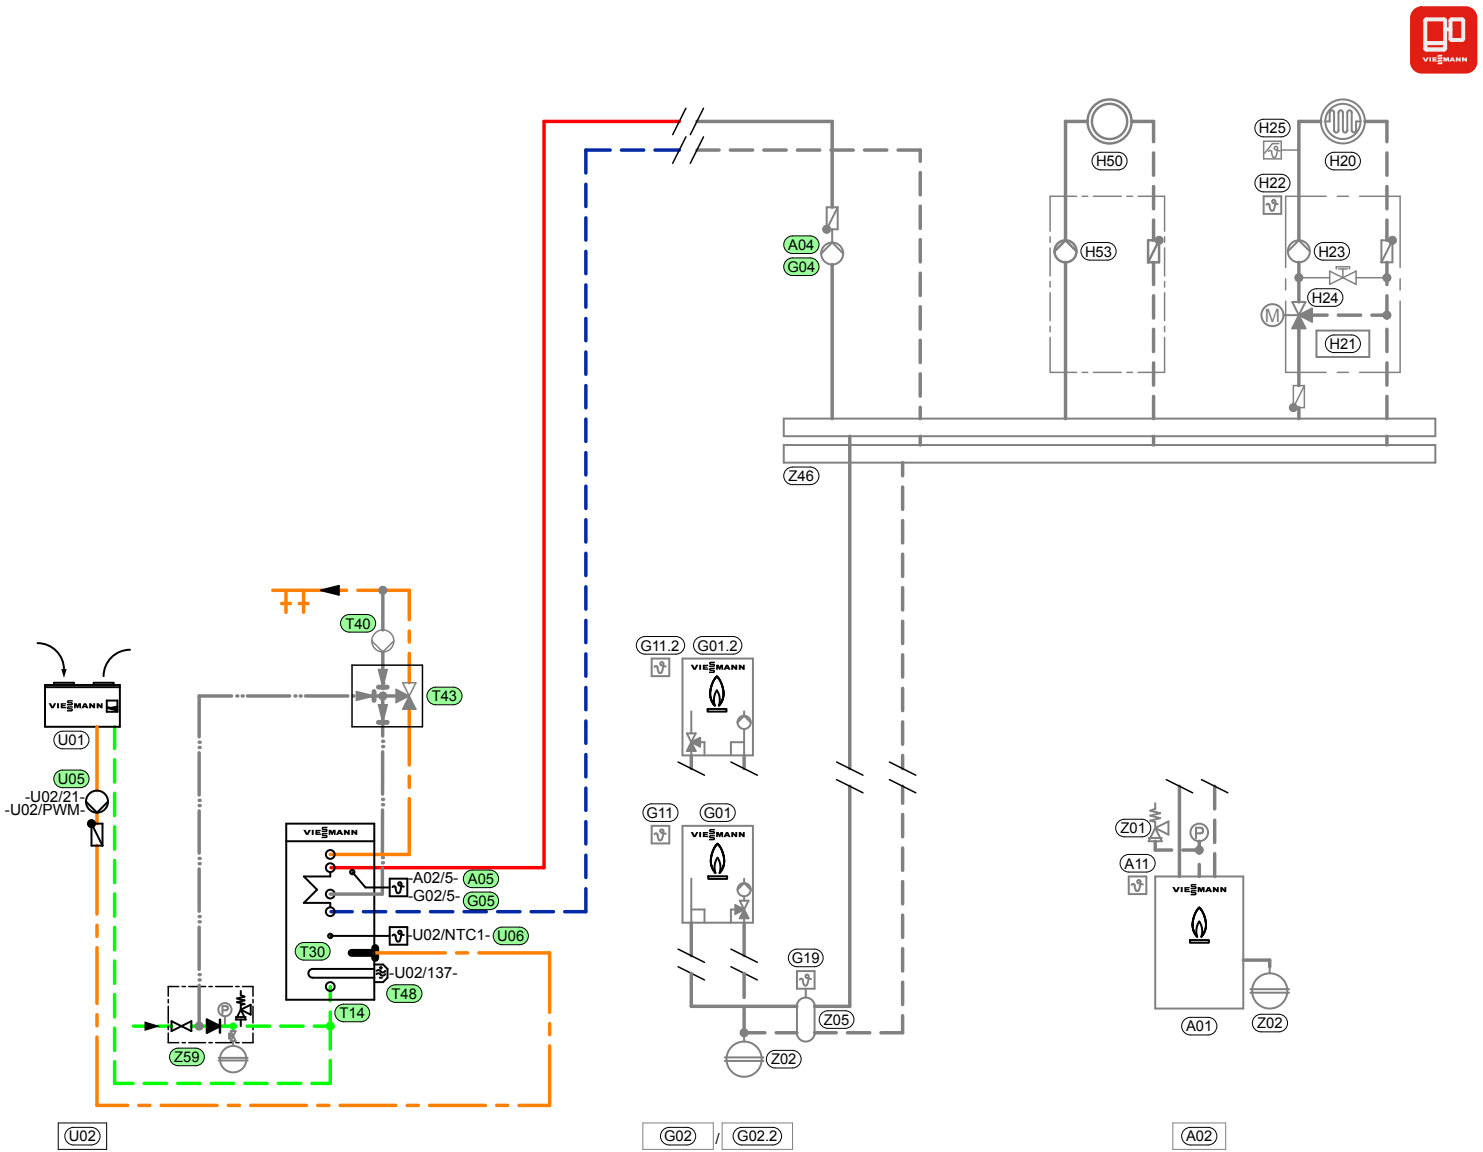 VIESMANN
H25
H50
H20
H22
A04
G04
H53
H23
H24
M
H21
Z46
T40
G11.2
G01.2
VIESMANN
T43
VIESMANN
U01
U05
-U02/21-
-U02/PWM-
G11
G01
VIESMANN
VIESMANN
Z01
P
-A02/5-
A05
-G02/5-
G05
A11
VIESMANN
-U02/NTC1-
U06
T30
-U02/137-
T48
G19
P
T14
Z05
A01
Z02
Z59
Z02
U02
G02
/
G02.2
A02